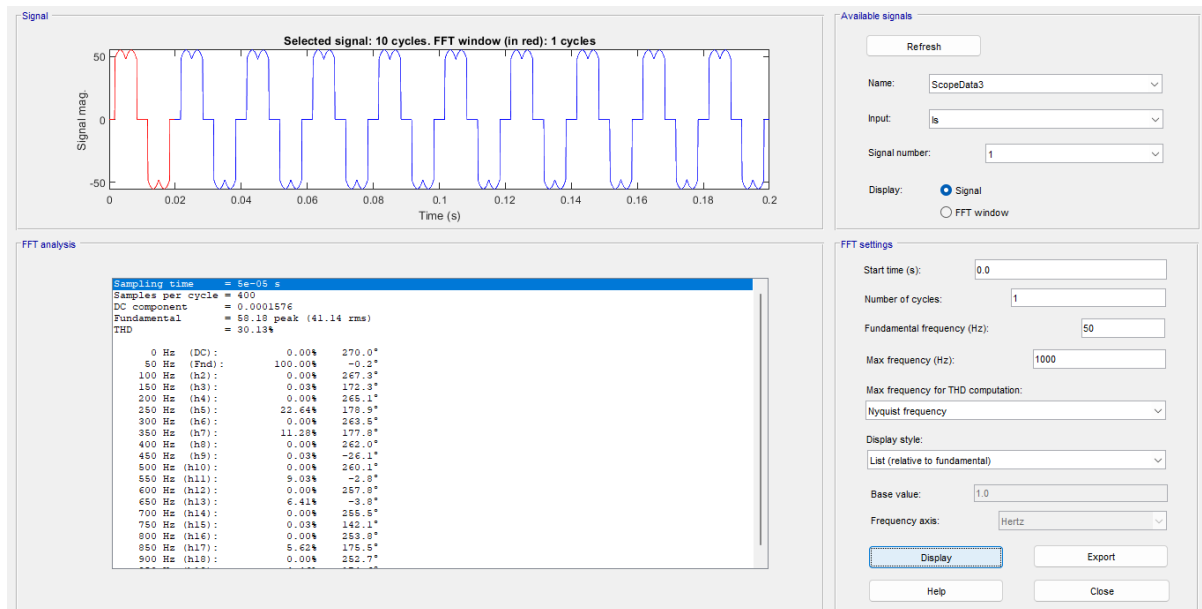 Signal
Selected signal: 10 cycles. FFT window (in red): 1 cycles
50
0
-50
Signal mag.
0 0.02 0.04 0.06 0.08 0.1 0.12 0.14 0.16 0.18 0.2
Time (s)
FFT analysis
Sampling time = 5e-05 s
Samples per cycle = 400
DC component = 0.0001576
Fundamental = 58.18 peak (41.14 rms)
THD = 30.13%
0 Hz (DC): 0.00% 270.0°
50 Hz (Fnd): 100.00% -0.2°
100 Hz (h2): 0.00% 267.3°
150 Hz (h3): 0.03% 172.3°
200 Hz (h4): 0.00% 265.1°
250 Hz (h5): 22.64% 178.9°
300 Hz (h6): 0.00% 263.5°
350 Hz (h7): 11.28% 177.8°
400 Hz (h8): 0.00% 262.0°
450 Hz (h9): 0.03% -26.1°
500 Hz (h10): 0.00% 260.1°
550 Hz (h11): 9.03% -2.8°
600 Hz (h12): 0.00% 257.8°
650 Hz (h13): 6.41% -3.8°
700 Hz (h14): 0.00% 255.5°
750 Hz (h15): 0.03% 142.1°
800 Hz (h16): 0.00% 253.8°
850 Hz (h17): 5.62% 175.5°
900 Hz (h18): 0.00% 252.7°
Available signals
Refresh
Name: ScopeData3
Input: Is
Signal number: 1
Display: Signal
FFT window
FFT settings
Start time (s): 0.0
Number of cycles: 1
Fundamental frequency (Hz): 50
Max frequency (Hz): 1000
Max frequency for THD computation:
Nyquist frequency
Display style:
List (relative to fundamental)
Base value: 1.0
Frequency axis: Hertz
Display Export
Help Close